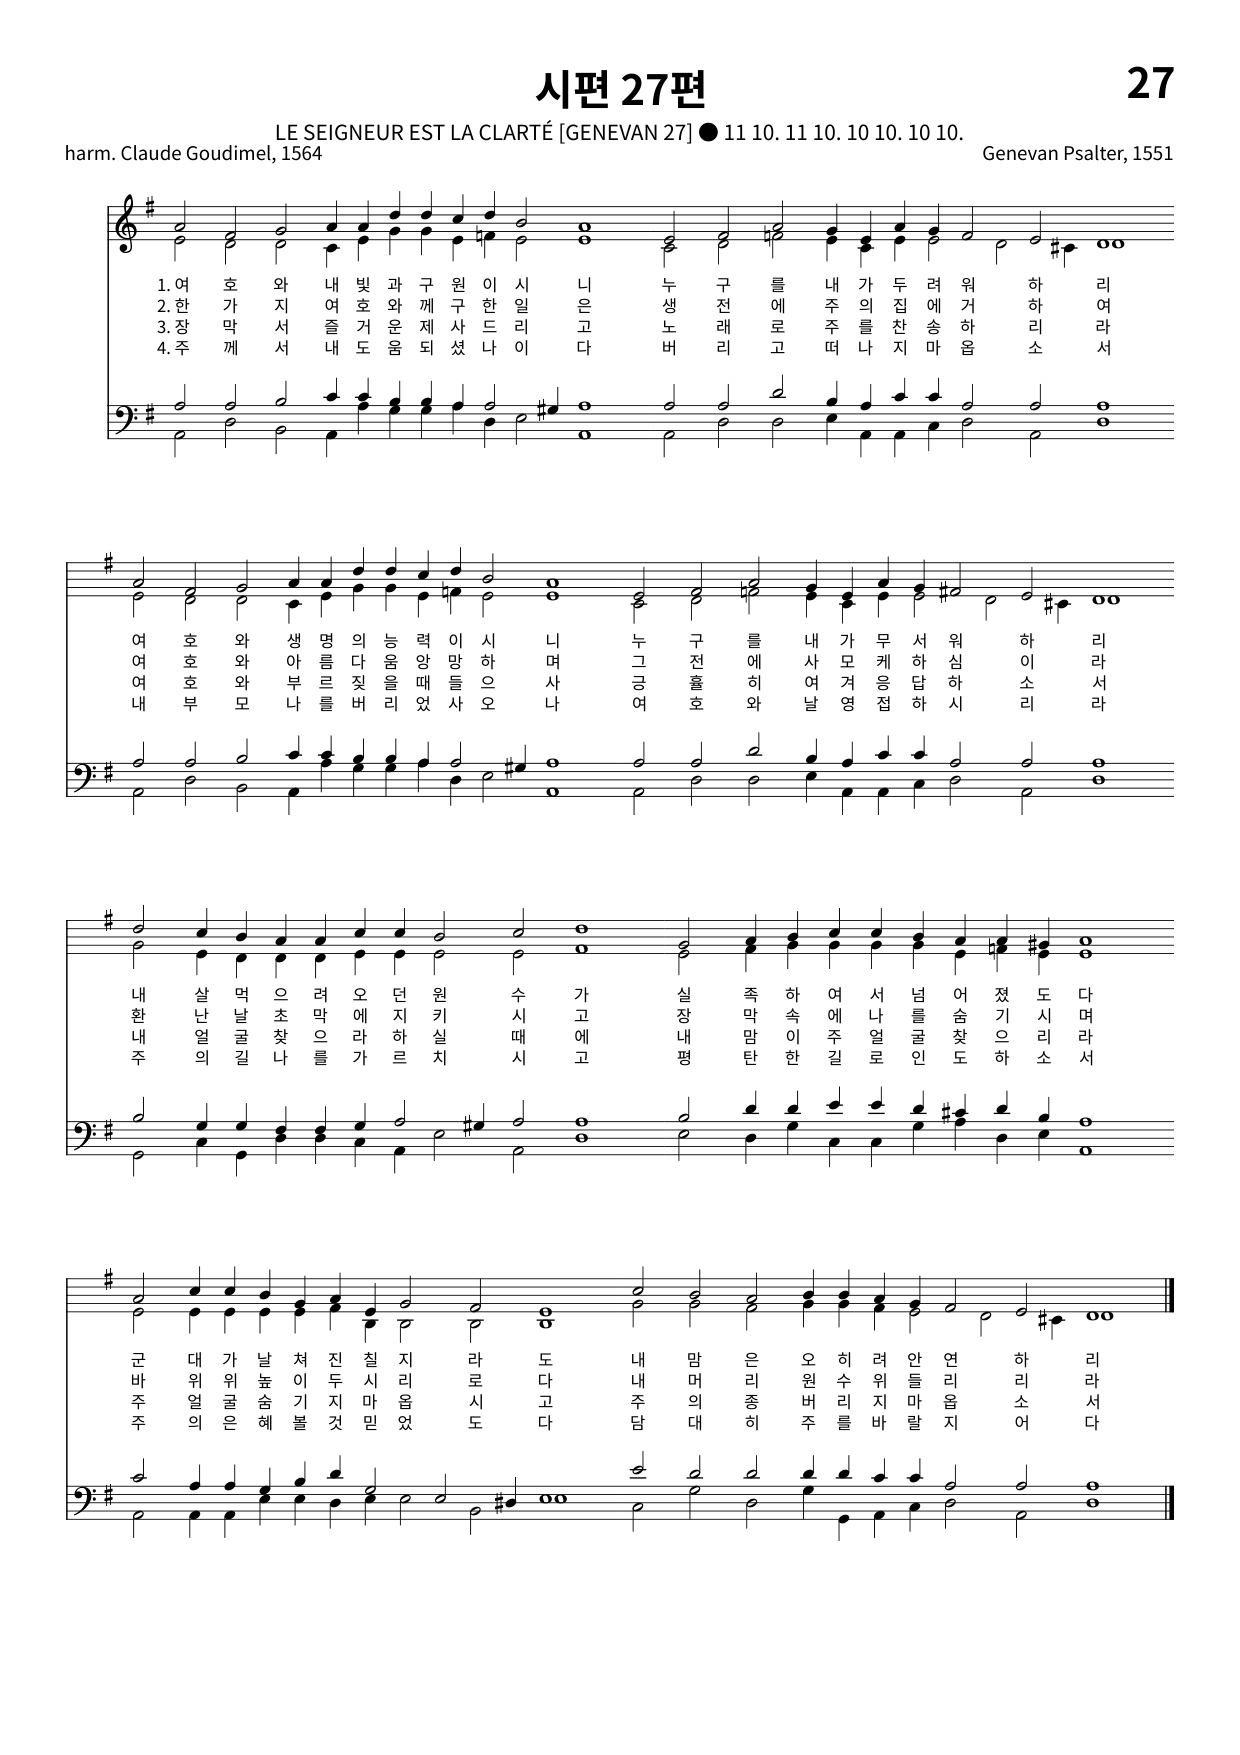 시편 27편
27
LE SEIGNEUR EST LA CLARTÉ [GENEVAN 27] ● 11 10. 11 10. 10 10. 10 10.
harm. Claude Goudimel, 1564
Genevan Psalter, 1551
1. 여 호 와 내 빛 과 구 원 이 시 니 누 구 를 내 가 두 려 워 하 리
2. 한 가 지 여 호 와 께 구 한 일 은 생 전 에 주 의 집 에 거 하 여
3. 장 막 서 즐 거 운 제 사 드 리 고 노 래 로 주 를 찬 송 하 리 라
4. 주 께 서 내 도 움 되 셨 나 이 다 버 리 고 떠 나 지 마 옵 소 서
여 호 와 생 명 의 능 력 이 시 니 누 구 를 내 가 무 서 워 하 리
여 호 와 아 름 다 움 앙 망 하 며 그 전 에 사 모 케 하 심 이 라
여 호 와 부 르 짖 을 때 들 으 사 긍 휼 히 여 겨 응 답 하 소 서
내 부 모 나 를 버 리 었 사 오 나 여 호 와 날 영 접 하 시 리 라
내 살 먹 으 려 오 던 원 수 가 실 족 하 여 서 넘 어 졌 도 다
환 난 날 초 막 에 지 키 시 고 장 막 속 에 나 를 숨 기 시 며
내 얼 굴 찾 으 라 하 실 때 에 내 맘 이 주 얼 굴 찾 으 리 라
주 의 길 나 를 가 르 치 시 고 평 탄 한 길 로 인 도 하 소 서
군 대 가 날 쳐 진 칠 지 라 도 내 맘 은 오 히 려 안 연 하 리
바 위 위 높 이 두 시 리 로 다 내 머 리 원 수 위 들 리 리 라
주 얼 굴 숨 기 지 마 옵 시 고 주 의 종 버 리 지 마 옵 소 서
주 의 은 혜 볼 것 믿 었 도 다 담 대 히 주 를 바 랄 지 어 다